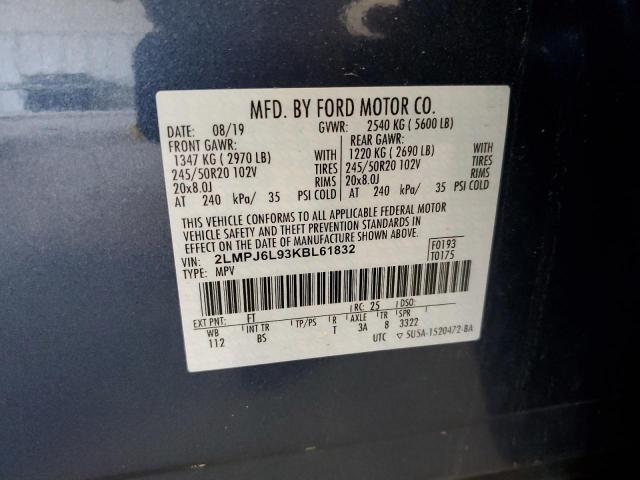 MFD. BY FORD MOTOR CO.
DATE: 08/19 GVWR: 2540 KG ( 5600 LB)
FRONT GAWR: REAR GAWR:
1347 KG ( 2970 LB) WITH 1220 KG ( 2690 LB) WITH
245/50R20 102V TIRES 245/50R20 102V TIRES
20x8.0J RIMS 20x8.0J RIMS
AT 240 kPa/ 35 PSI COLD AT 240 kPa/ 35 PSI COLD
THIS VEHICLE CONFORMS TO ALL APPLICABLE FEDERAL MOTOR
VEHICLE SAFETY AND THEFT PREVENTION STANDARDS IN
EFFECT ON THE DATE OF MANUFACTURE SHOWN ABOVE.
VIN: 2LMPJ6L93KBL61832 F0193
TYPE: MPV T0175
EXT PNT: FT RC: 25 DSO:
WB INT TR TP/PS R AXLE TR SPR
112 BS T 3A 8 3322
UTC ▽ 5U5A-1520472-BA